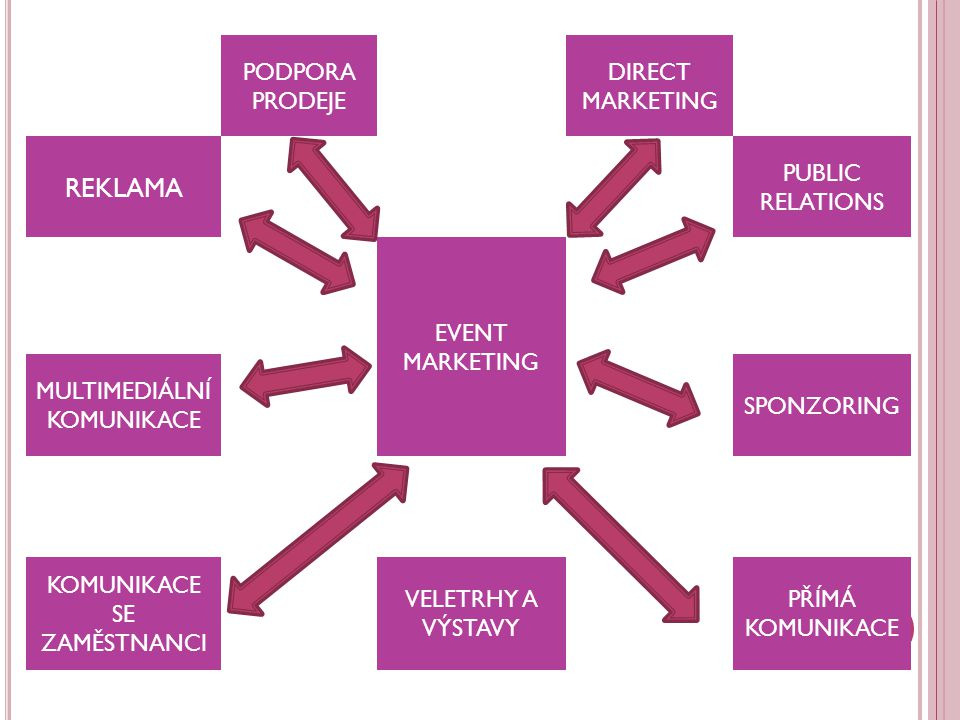 PODPORA
PRODEJE
DIRECT
MARKETING
REKLAMA
PUBLIC
RELATIONS
EVENT
MARKETING
MULTIMEDIÁLNÍ
KOMUNIKACE
SPONZORING
KOMUNIKACE
SE
ZAMĚSTNANCI
VELETRHY A
VÝSTAVY
PŘÍMÁ
KOMUNIKACE